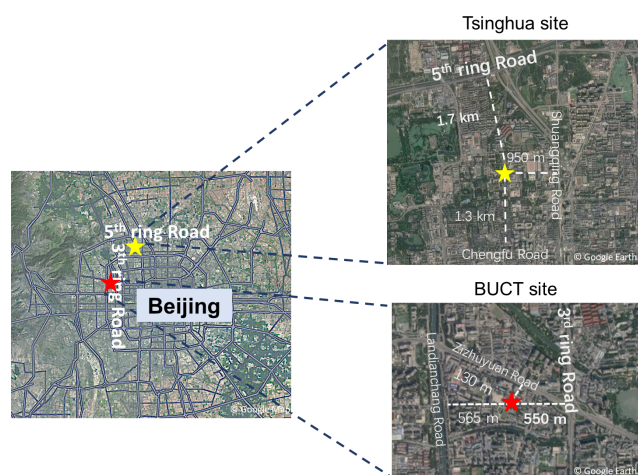 Tsinghua site
5th ring Road
1.7 km
Shuangqing Road
950 m
1.3 km
Chengfu Road
© Google Earth
5th ring Road
3th ring Road
Beijing
© Google Maps
BUCT site
3rd ring Road
Landianchang Road
Zizhuyuan Road
130 m
565 m
550 m
© Google Earth